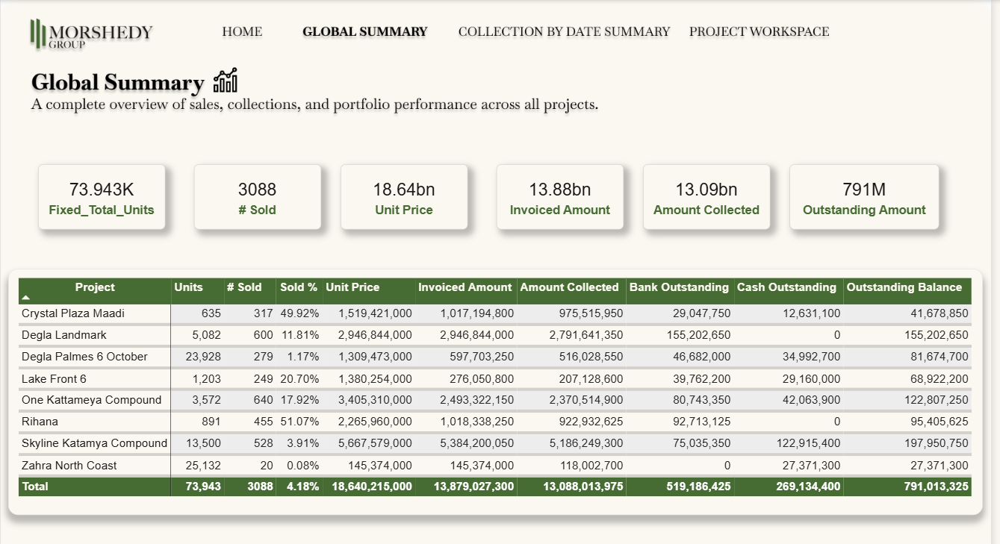 MORSHEDY
GROUP
HOME GLOBAL SUMMARY COLLECTION BY DATE SUMMARY PROJECT WORKSPACE
Global Summary
A complete overview of sales, collections, and portfolio performance across all projects.
73.943K 3088 18.64bn 13.88bn 13.09bn 791M
Fixed_Total_Units # Sold Unit Price Invoiced Amount Amount Collected Outstanding Amount
Project Units # Sold Sold % Unit Price Invoiced Amount Amount Collected Bank Outstanding Cash Outstanding Outstanding Balance
Crystal Plaza Maadi 635 317 49.92% 1,519,421,000 1,017,194,800 975,515,950 29,047,750 12,631,100 41,678,850
Degla Landmark 5,082 600 11.81% 2,946,844,000 2,946,844,000 2,791,641,350 155,202,650 0 155,202,650
Degla Palmes 6 October 23,928 279 1.17% 1,309,473,000 597,703,250 516,028,550 46,682,000 34,992,700 81,674,700
Lake Front 6 1,203 249 20.70% 1,380,254,000 276,050,800 207,128,600 39,762,200 29,160,000 68,922,200
One Kattameya Compound 3,572 640 17.92% 3,405,310,000 2,493,322,150 2,370,514,900 80,743,350 42,063,900 122,807,250
Rihana 891 455 51.07% 2,265,960,000 1,018,338,250 922,932,625 92,713,125 0 95,405,625
Skyline Katamya Compound 13,500 528 3.91% 5,667,579,000 5,384,200,050 5,186,249,300 75,035,350 122,915,400 197,950,750
Zahra North Coast 25,132 20 0.08% 145,374,000 145,374,000 118,002,700 0 27,371,300 27,371,300
Total 73,943 3088 4.18% 18,640,215,000 13,879,027,300 13,088,013,975 519,186,425 269,134,400 791,013,325